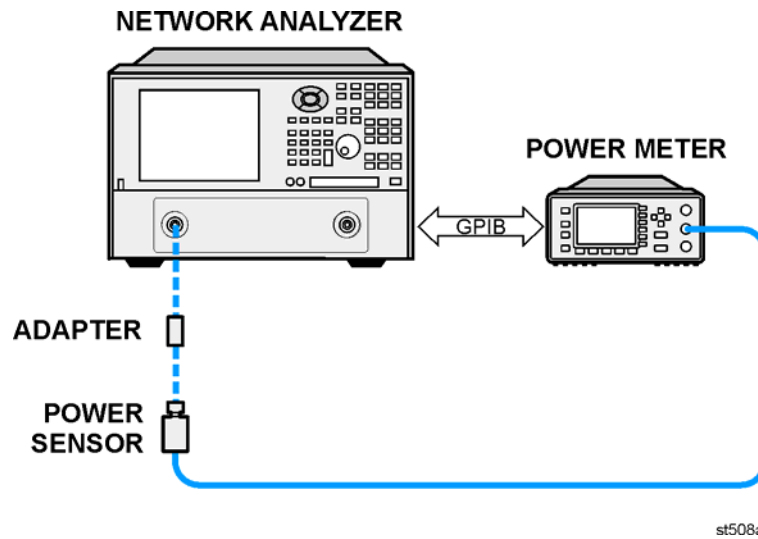 NETWORK ANALYZER
POWER METER
GPIB
ADAPTER
POWER
SENSOR
st508a